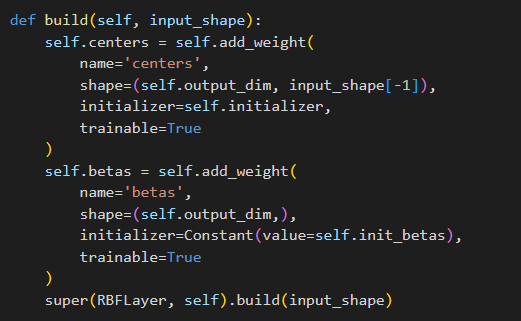 def build(self, input_shape):
    self.centers = self.add_weight(
        name='centers',
        shape=(self.output_dim, input_shape[-1]),
        initializer=self.initializer,
        trainable=True
    )
    self.betas = self.add_weight(
        name='betas',
        shape=(self.output_dim,),
        initializer=Constant(value=self.init_betas),
        trainable=True
    )
    super(RBFLayer, self).build(input_shape)